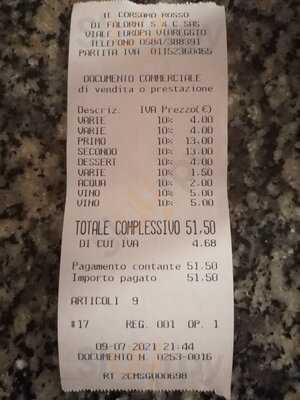 IL CORSARO ROSSO
DI FALORNI S & C SAS
VIALE EUROPA VIAREGGIO
TELEFONO 0584/388391
PARTITA IVA 01152360465
DOCUMENTO COMMERCIALE
di vendita o prestazione
Descriz. IVA Prezzo(€)
VARIE 10% 4.00
VARIE 10% 4.00
PRIMO 10% 13.00
SECONDO 10% 13.00
DESSERT 10% 4.00
VARIE 10% 1.50
ACQUA 10% 2.00
VINO 10% 5.00
VINO 10% 5.00
TOTALE COMPLESSIVO 51.50
DI CUI IVA 4.68
Pagamento contante 51.50
Importo pagato 51.50
ARTICOLI 9
#17 REG. 001 OP. 1
09-07-2021 21:44
DOCUMENTO N. 0253-0016
RT 2CMSG000698